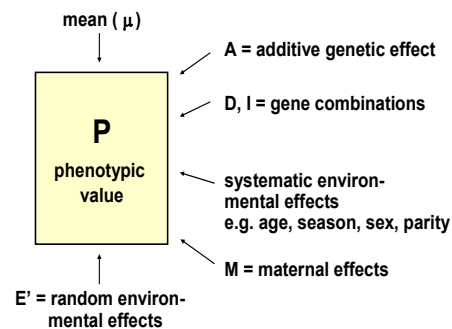 mean ( μ )
A = additive genetic effect
D, I = gene combinations
P
phenotypic
value
systematic environ-
mental effects
e.g. age, season, sex, parity
M = maternal effects
E' = random environ-
mental effects